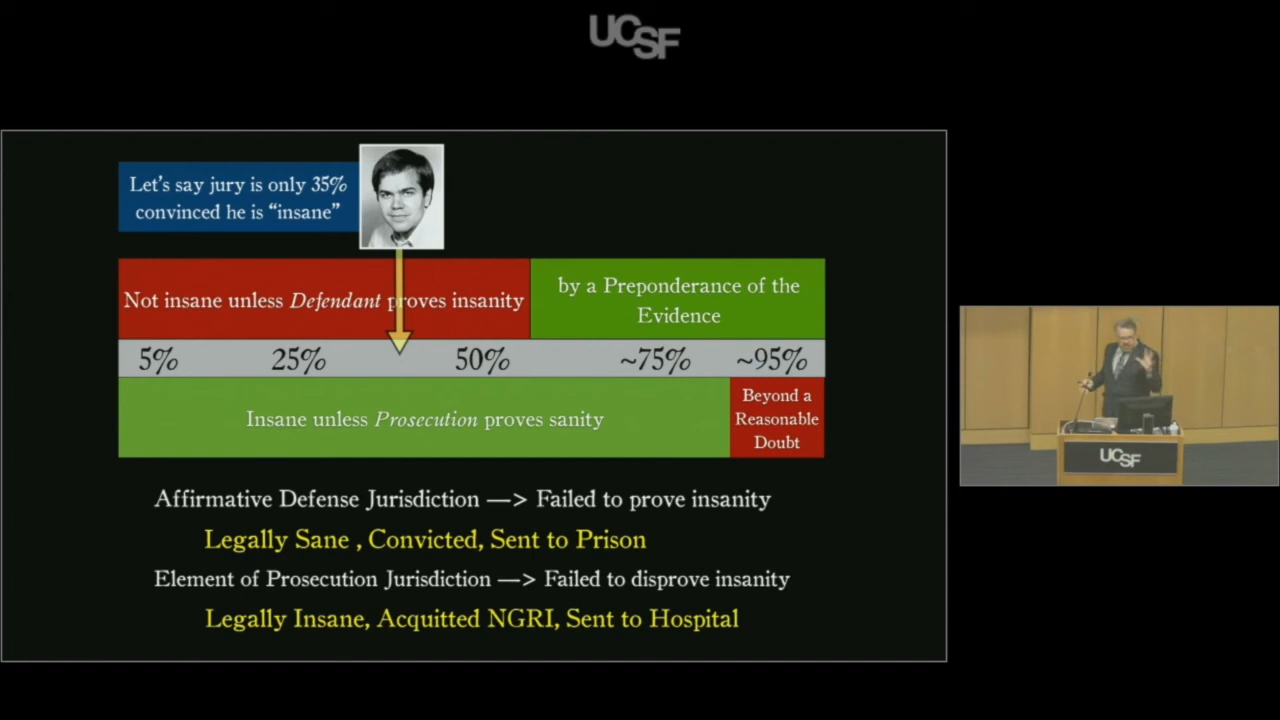 UCSF
Let's say jury is only 35%
convinced he is "insane"
Not insane unless Defendant proves insanity
by a Preponderance of the
Evidence
5% 25% 50% ~75% ~95%
Insane unless Prosecution proves sanity
Beyond a
Reasonable
Doubt
Affirmative Defense Jurisdiction —> Failed to prove insanity
Legally Sane , Convicted, Sent to Prison
Element of Prosecution Jurisdiction —> Failed to disprove insanity
Legally Insane, Acquitted NGRI, Sent to Hospital
UCSF